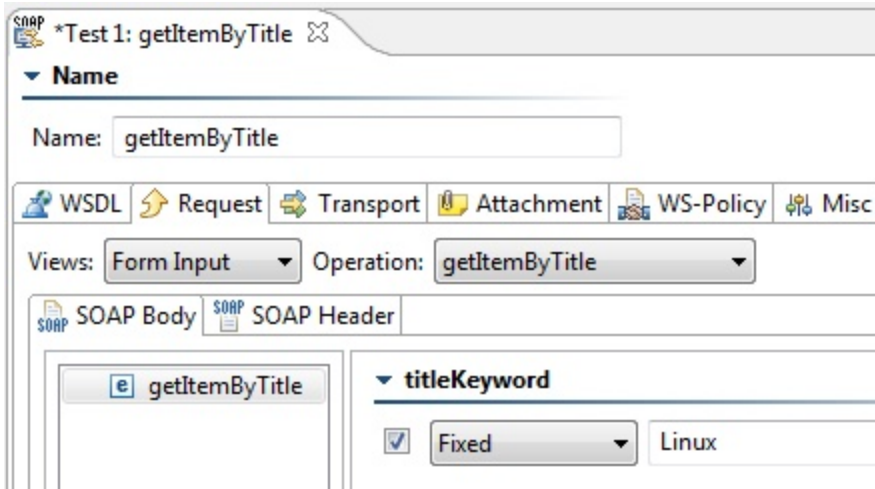 SOAP *Test 1: getItemByTitle
Name
Name: getItemByTitle
WSDL Request Transport Attachment WS-Policy Misc
Views: Form Input Operation: getItemByTitle
SOAP SOAP Body SOAP SOAP Header
e getItemByTitle
titleKeyword
Fixed Linux